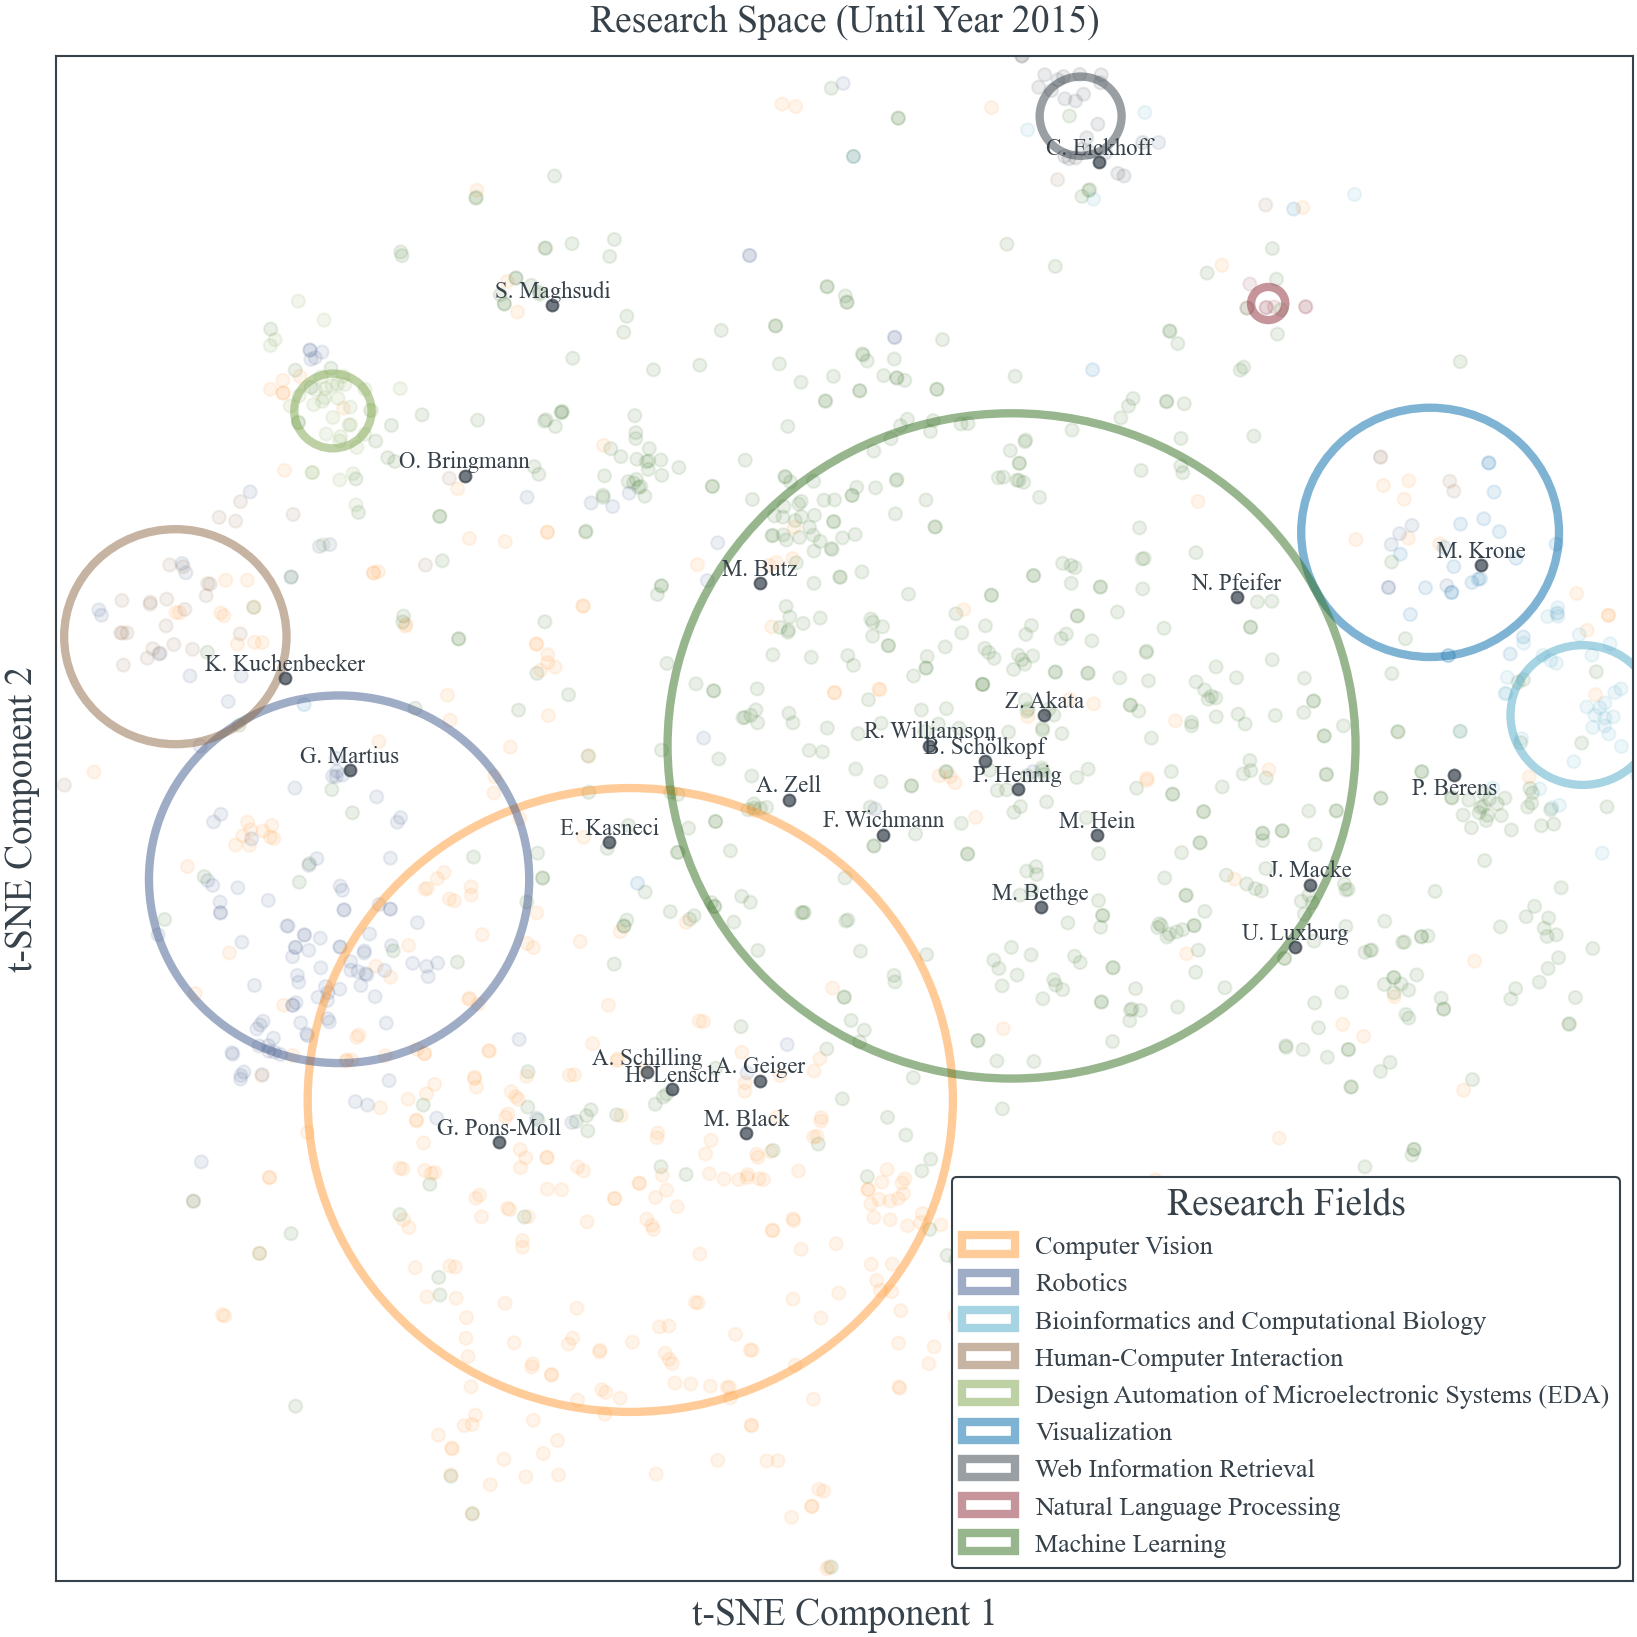 Research Space (Until Year 2015)
C. Eickhoff
S. Maghsudi
O. Bringmann
M. Krone
M. Butz
N. Pfeifer
K. Kuchenbecker
Z. Akata
R. Williamson
B. Schölkopf
G. Martius
P. Hennig
A. Zell
P. Berens
F. Wichmann
M. Hein
E. Kasneci
J. Macke
M. Bethge
U. Luxburg
A. Schilling
A. Geiger
H. Lensch
M. Black
G. Pons-Moll
t-SNE Component 2
Research Fields
Computer Vision
Robotics
Bioinformatics and Computational Biology
Human-Computer Interaction
Design Automation of Microelectronic Systems (EDA)
Visualization
Web Information Retrieval
Natural Language Processing
Machine Learning
t-SNE Component 1